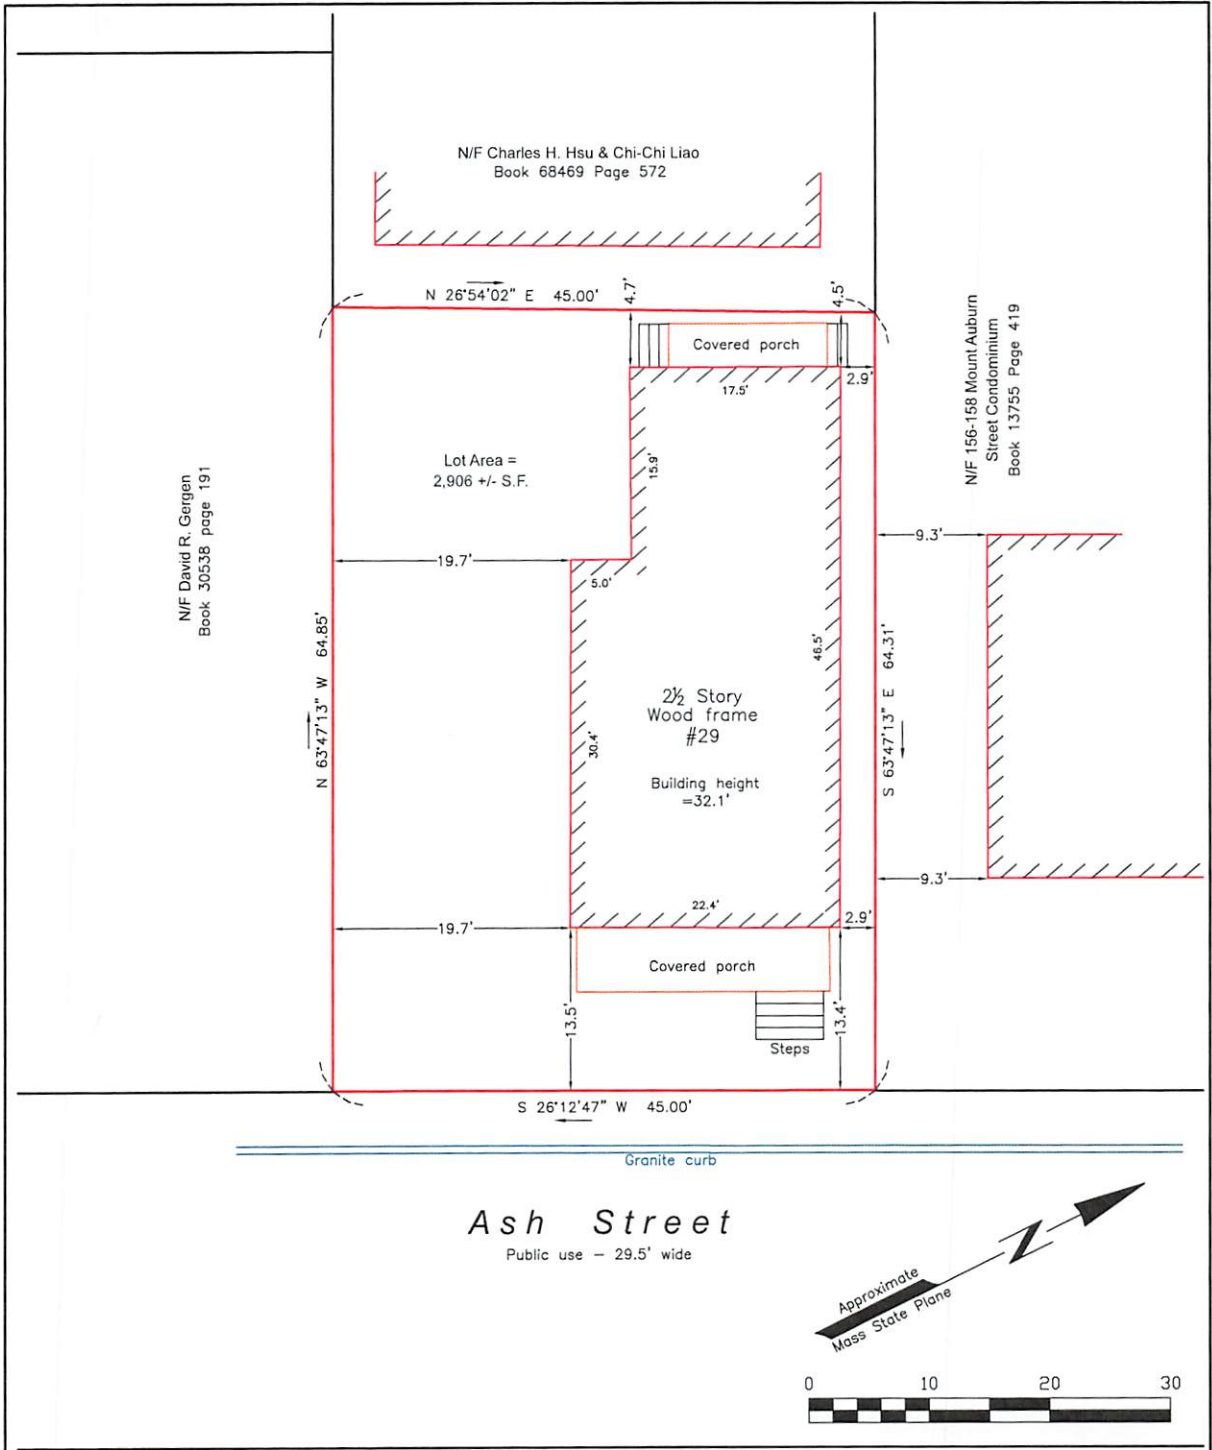 N/F Charles H. Hsu & Chi-Chi Liao
Book 68469 Page 572
N 26°54'02" E 45.00'
4.7'
4.5'
Covered porch
2.9'
17.5'
N/F 156-158 Mount Auburn
Street Condominium
Book 13755 Page 419
Lot Area =
2,906 +/- S.F.
15.9'
N/F David R. Gergen
Book 30538 page 191
9.3'
19.7'
5.0'
N 63°47'13" W 64.85'
46.5'
S 63°47'13" E 64.31'
2½ Story
Wood frame
#29
30.4'
Building height
=32.1'
9.3'
22.4'
2.9'
19.7'
Covered porch
13.5'
13.4'
Steps
S 26°12'47" W 45.00'
Granite curb
Ash Street
Public use - 29.5' wide
N
Approximate
Mass State Plane
0 10 20 30